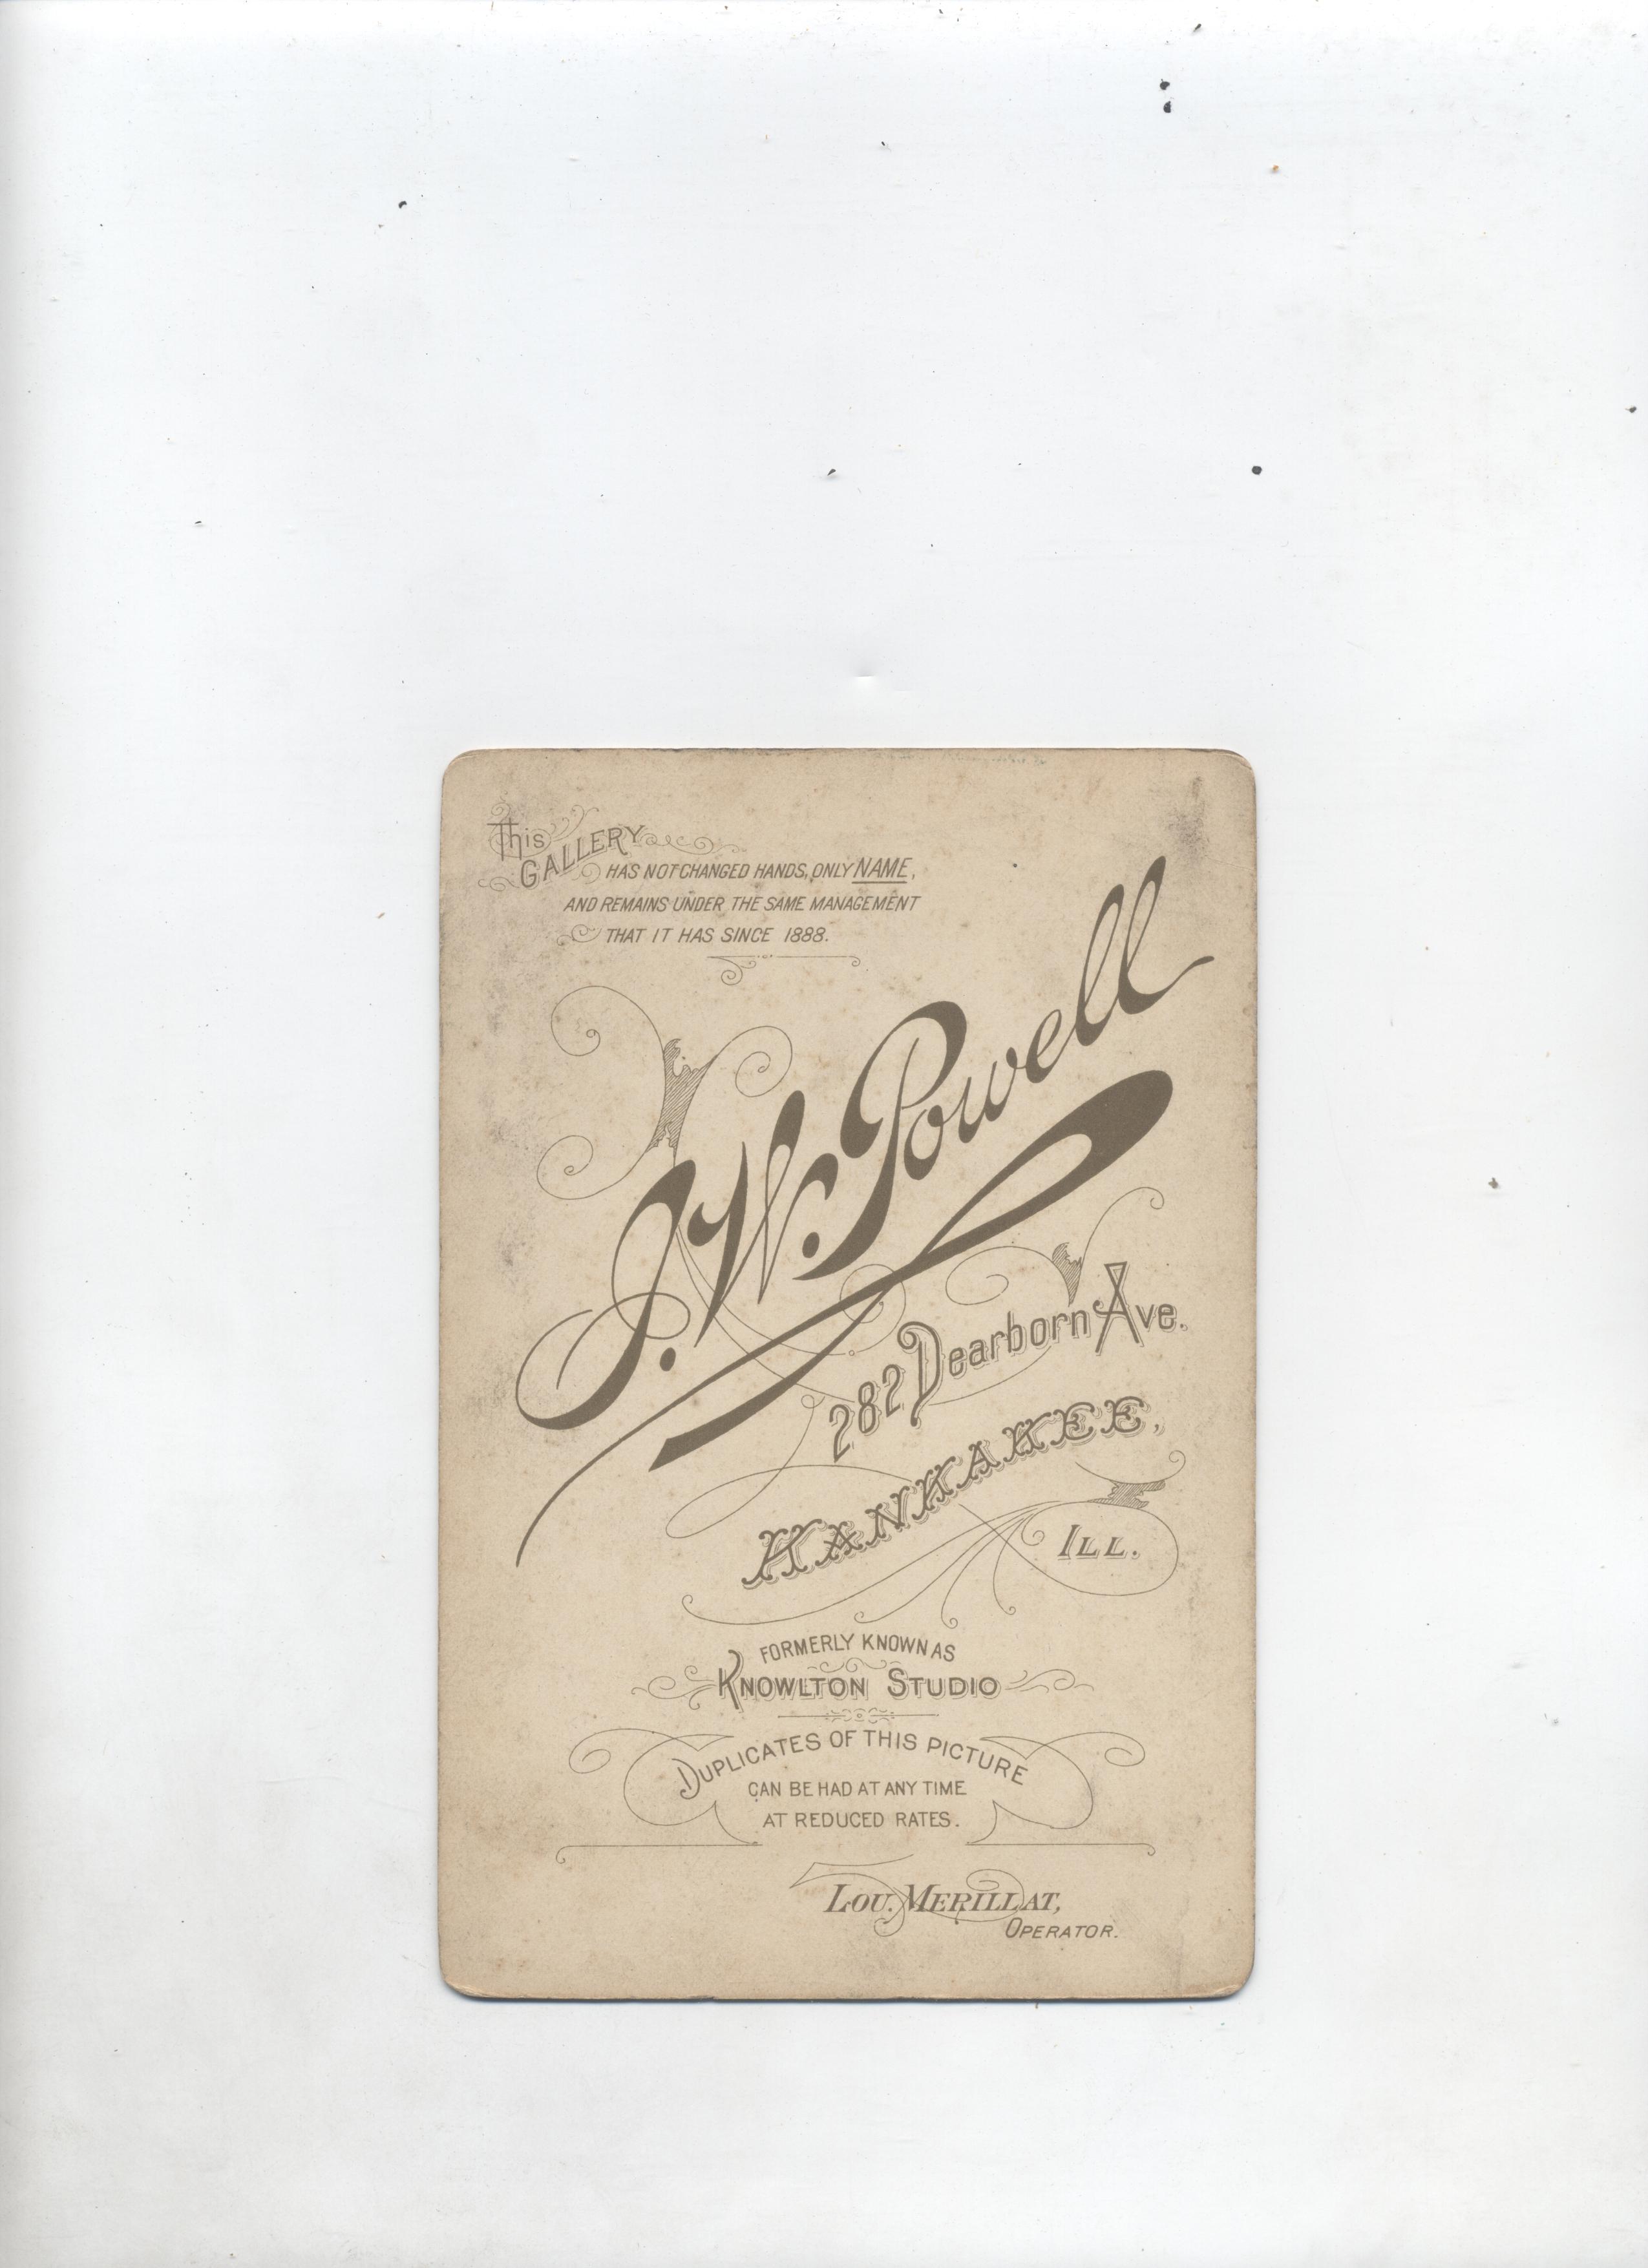 This
GALLERY
HAS NOT CHANGED HANDS, ONLY NAME,
AND REMAINS UNDER THE SAME MANAGEMENT
THAT IT HAS SINCE 1888.
J. W. Powell
282 Dearborn Ave.
KANKAKEE,
ILL.
FORMERLY KNOWN AS
KNOWLTON STUDIO
DUPLICATES OF THIS PICTURE
CAN BE HAD AT ANY TIME
AT REDUCED RATES.
LOU. MERILLAT,
OPERATOR.